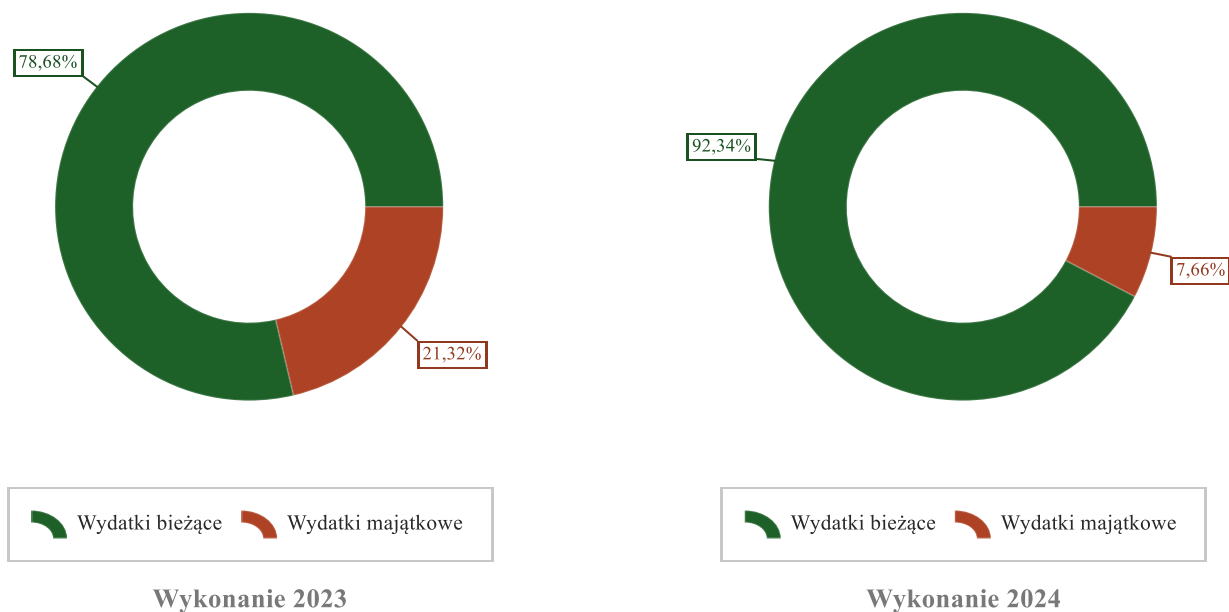 78,68%
21,32%
Wydatki bieżące Wydatki majątkowe
Wykonanie 2023
92,34%
7,66%
Wydatki bieżące Wydatki majątkowe
Wykonanie 2024